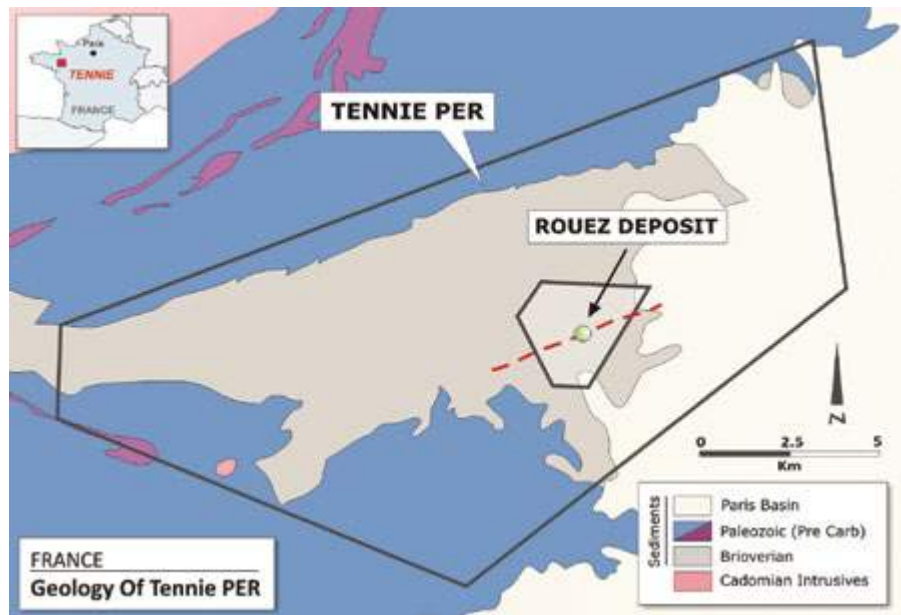 Paris
TENNIE
FRANCE
TENNIE PER
ROUEZ DEPOSIT
N
0 2.5 5
Km
Sediments
Paris Basin
Paleozoic (Pre Carb)
Brioverian
Cadomian Intrusives
FRANCE
Geology Of Tennie PER